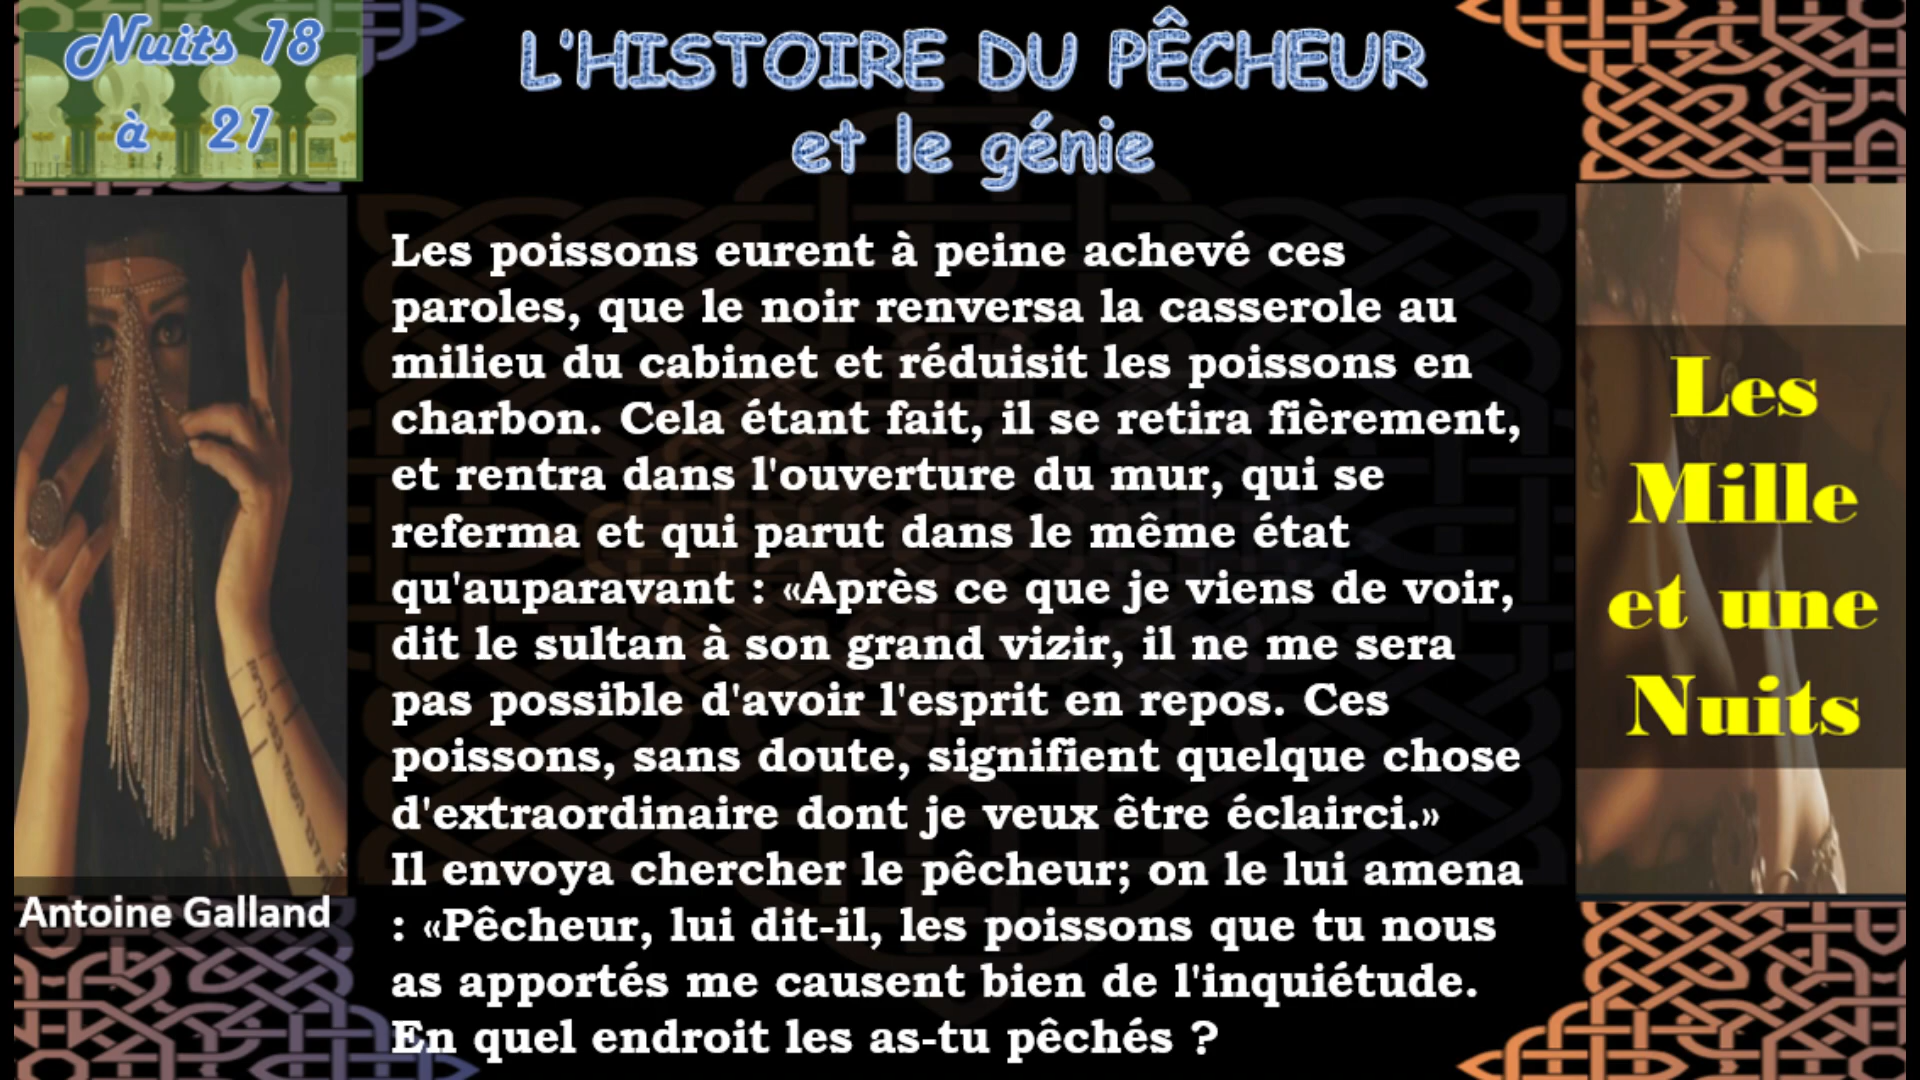 Nuits 18
à 21
L'HISTOIRE DU PÊCHEUR
et le génie
Les poissons eurent à peine achevé ces
paroles, que le noir renversa la casserole au
milieu du cabinet et réduisit les poissons en
charbon. Cela étant fait, il se retira fièrement,
et rentra dans l'ouverture du mur, qui se
referma et qui parut dans le même état
qu'auparavant : «Après ce que je viens de voir,
dit le sultan à son grand vizir, il ne me sera
pas possible d'avoir l'esprit en repos. Ces
poissons, sans doute, signifient quelque chose
d'extraordinaire dont je veux être éclairci.»
Il envoya chercher le pêcheur; on le lui amena
: «Pêcheur, lui dit-il, les poissons que tu nous
as apportés me causent bien de l'inquiétude.
En quel endroit les as-tu pêchés ?
Antoine Galland
Les
Mille
et une
Nuits